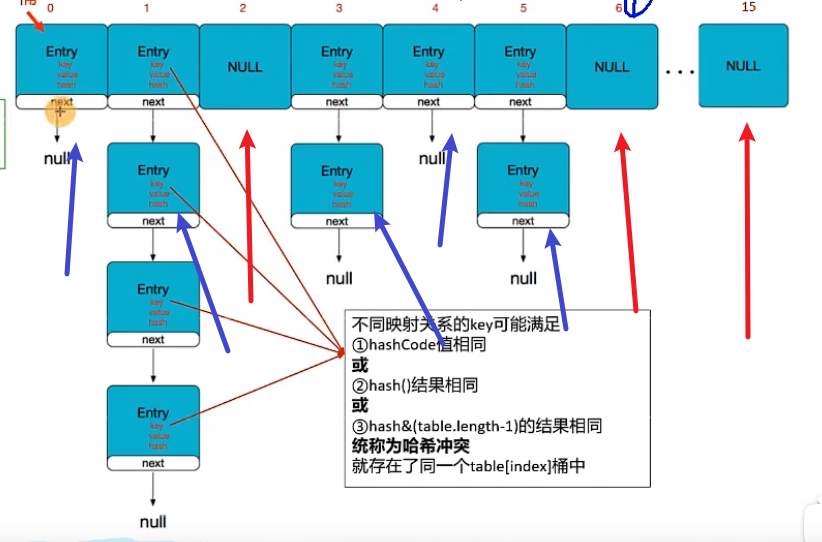 桶
0 1 2 3 4 5 6 15
Entry Entry NULL Entry Entry Entry NULL ... NULL
key key key key key
value value value value value
hash hash hash hash hash
next next next next next
null null
Entry Entry Entry
key key key
value value value
hash hash hash
next next next
null null
Entry
key
value
hash
next
不同映射关系的key可能满足
①hashCode值相同
或
②hash()结果相同
或
③hash&(table.length-1)的结果相同
统称为哈希冲突
就存在了同一个table[index]桶中
Entry
key
value
hash
next
null